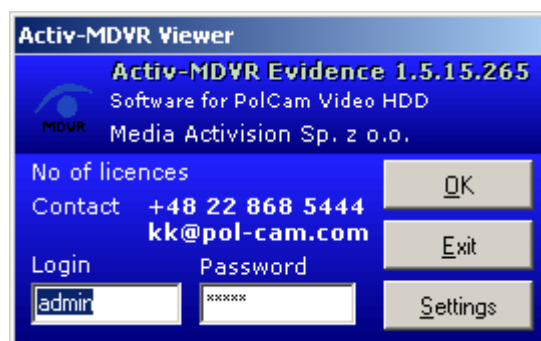 Activ-MDVR Viewer
Activ-MDVR Evidence 1.5.15.265
Software for PolCam Video HDD
MDVR
Media Activision Sp. z o.o.
No of licences
OK
Contact +48 22 868 5444
kk@pol-cam.com
Exit
Login Password
admin *****
Settings